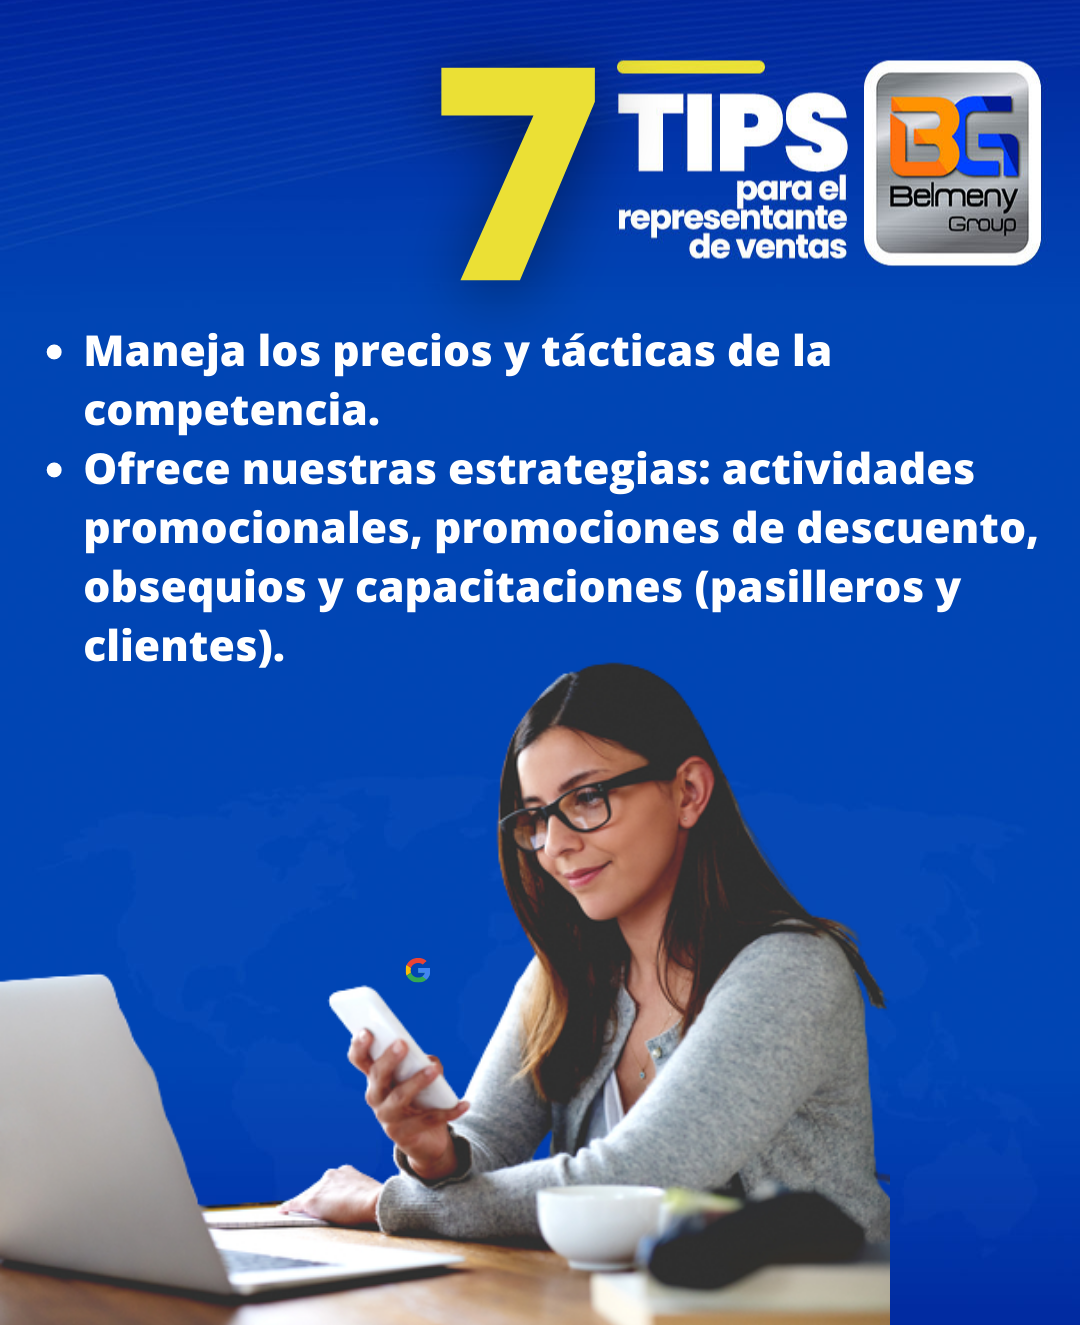 7 TIPS
para el
representante
de ventas
BG
Belmeny
Group
• Maneja los precios y tácticas de la
competencia.
• Ofrece nuestras estrategias: actividades
promocionales, promociones de descuento,
obsequios y capacitaciones (pasilleros y
clientes).
G